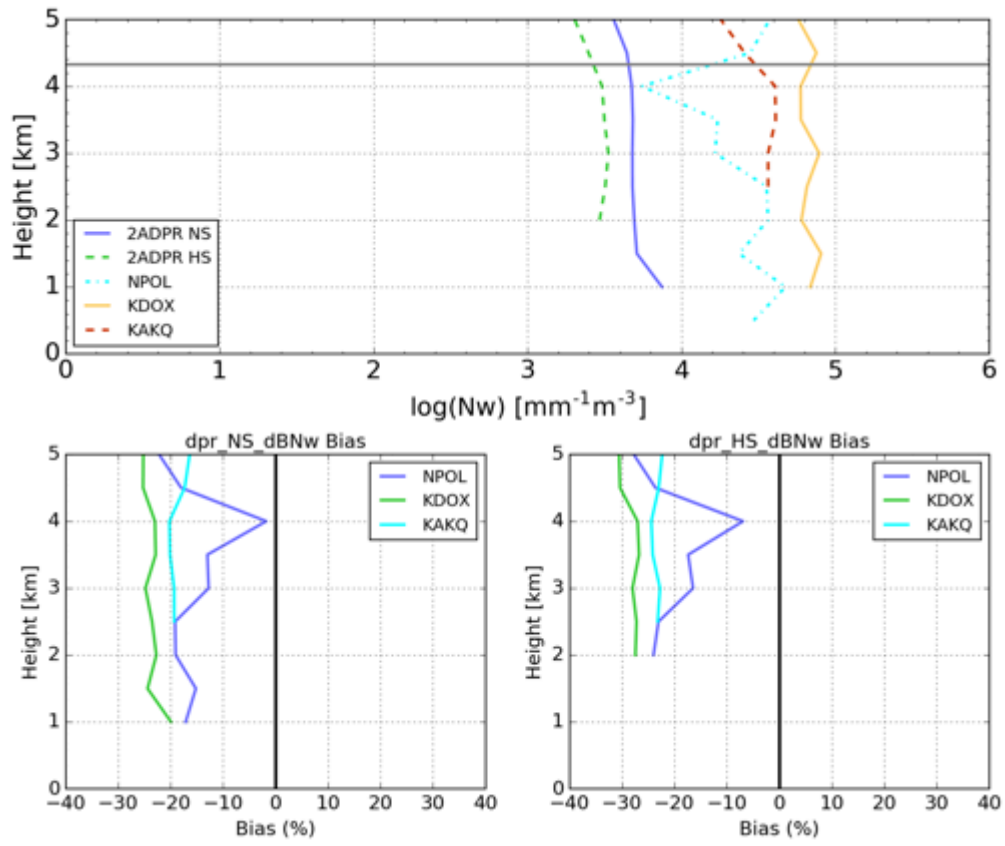 5
4
3
2
1
0
Height [km]
2ADPR NS
2ADPR HS
NPOL
KDOX
KAKQ
0 1 2 3 4 5 6
log(Nw) [mm⁻¹m⁻³]
dpr_NS_dBNw Bias
5
4
3
2
1
0
Height [km]
NPOL
KDOX
KAKQ
−40 −30 −20 −10 0 10 20 30 40
Bias (%)
dpr_HS_dBNw Bias
5
4
3
2
1
0
Height [km]
NPOL
KDOX
KAKQ
−40 −30 −20 −10 0 10 20 30 40
Bias (%)